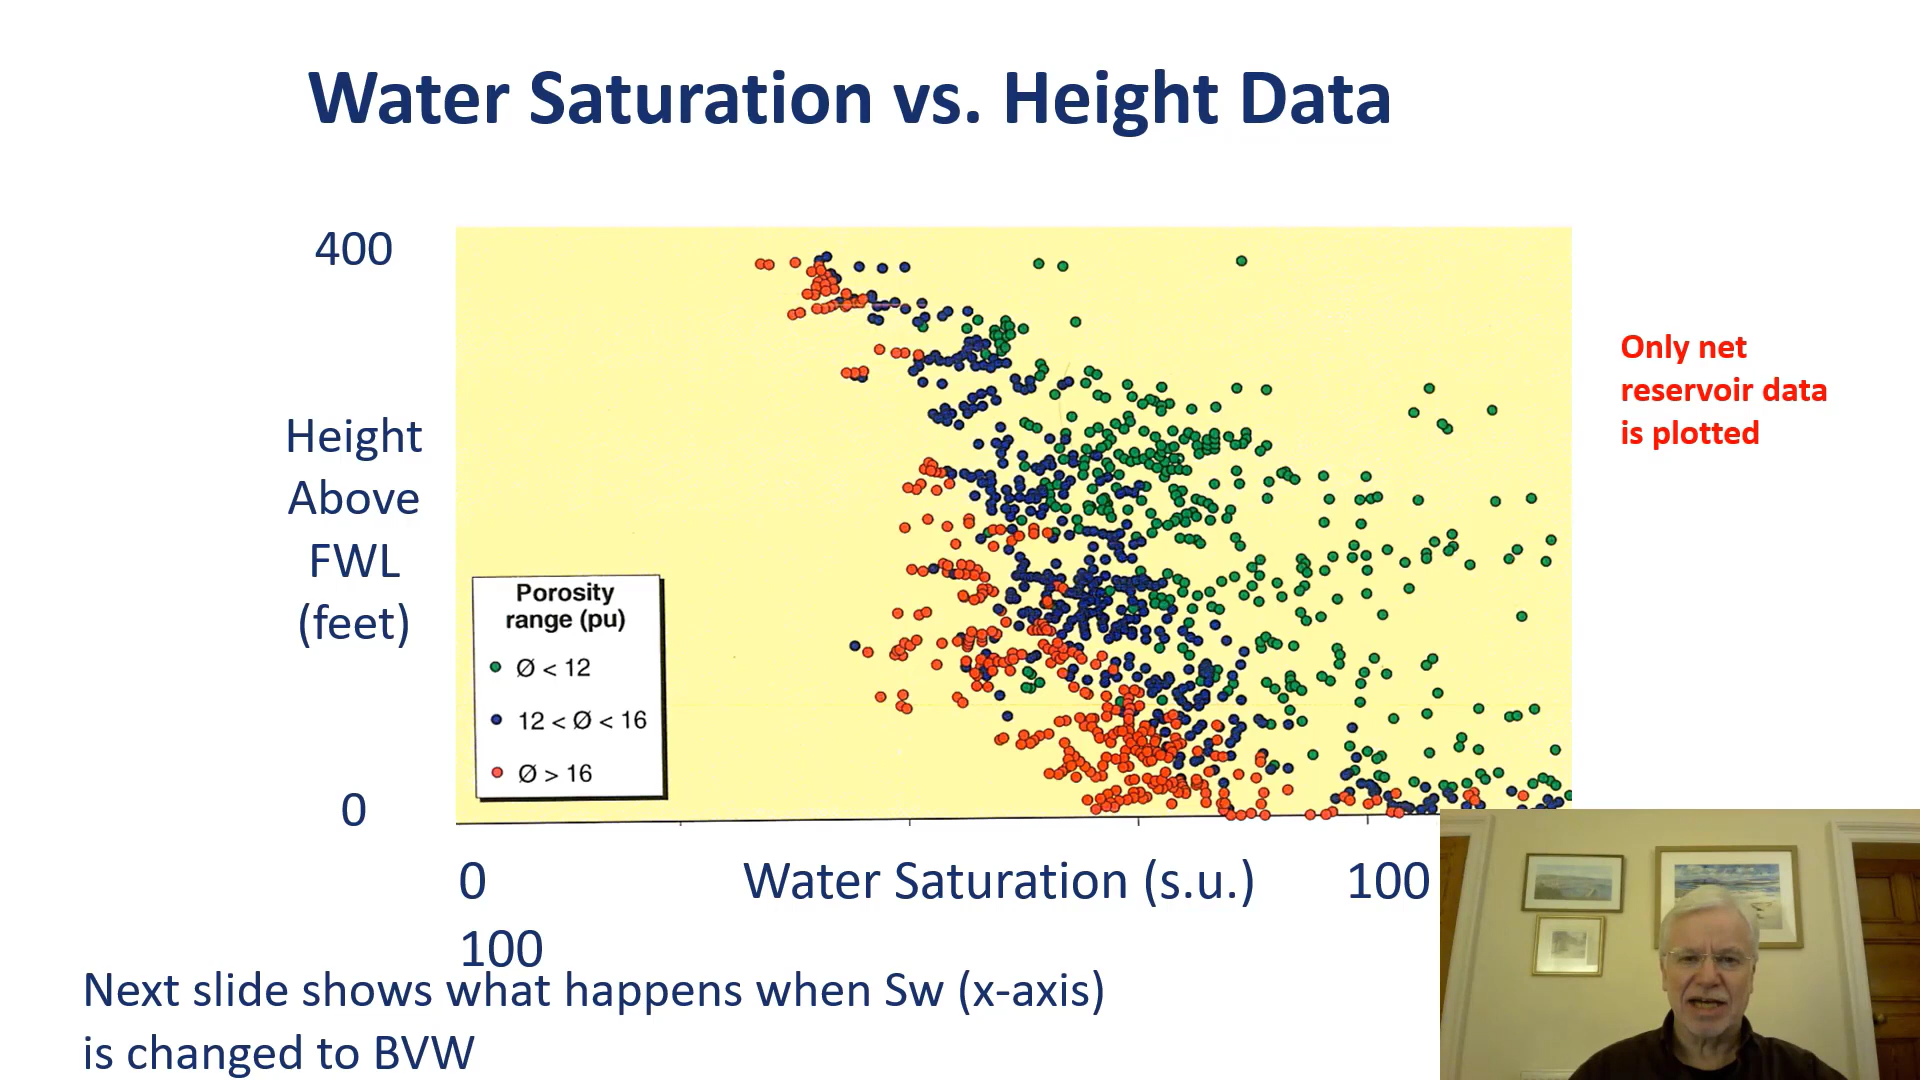 Water Saturation vs. Height Data
400
Height
Above
FWL
(feet)
0
Porosity
range (pu)
Ø < 12
12 < Ø < 16
Ø > 16
Only net
reservoir data
is plotted
0 Water Saturation (s.u.) 100
100
Next slide shows what happens when Sw (x-axis)
is changed to BVW